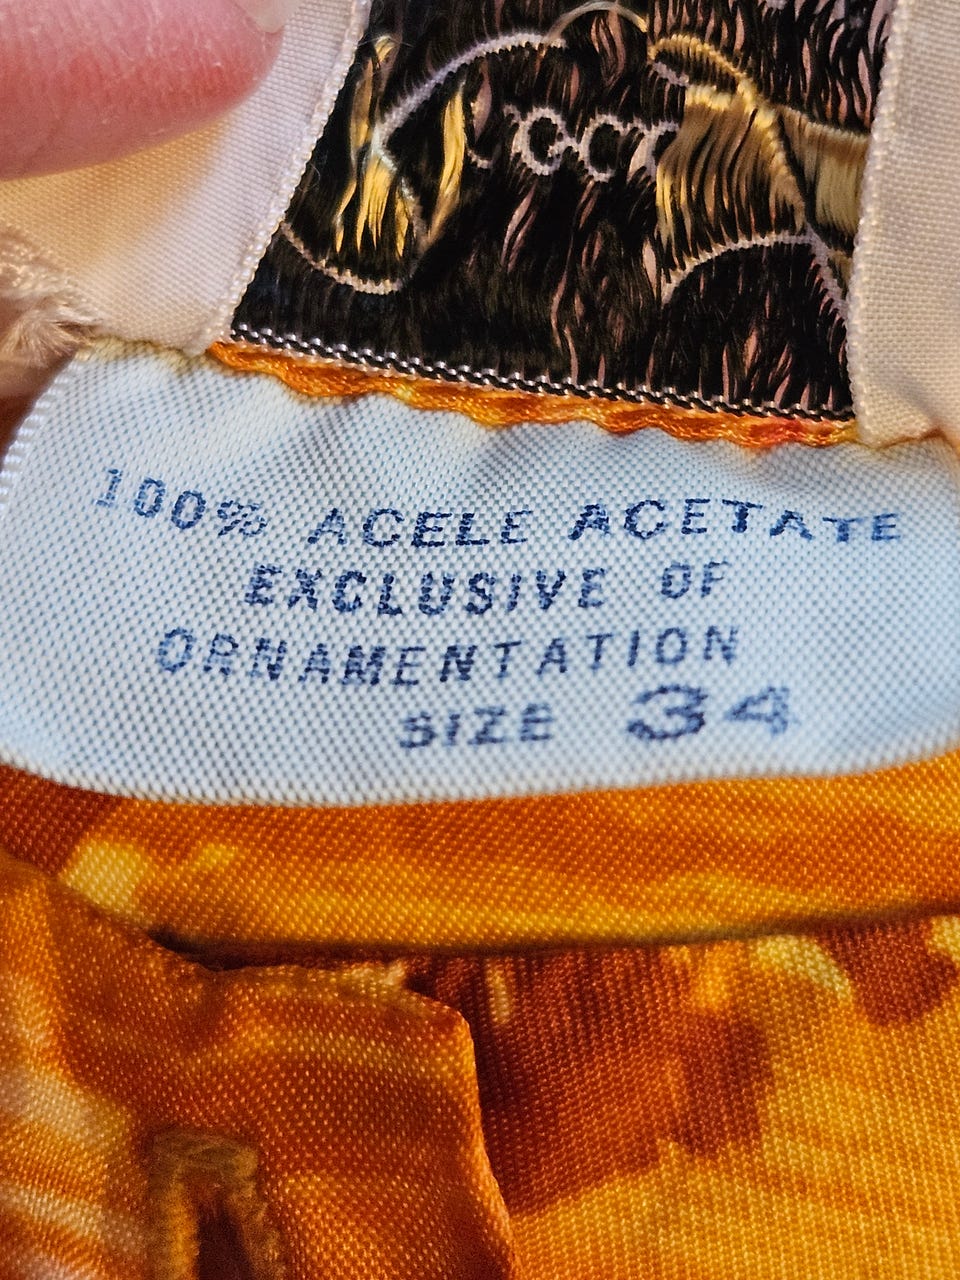 100% ACELE ACETATE
EXCLUSIVE OF
ORNAMENTATION
SIZE 34